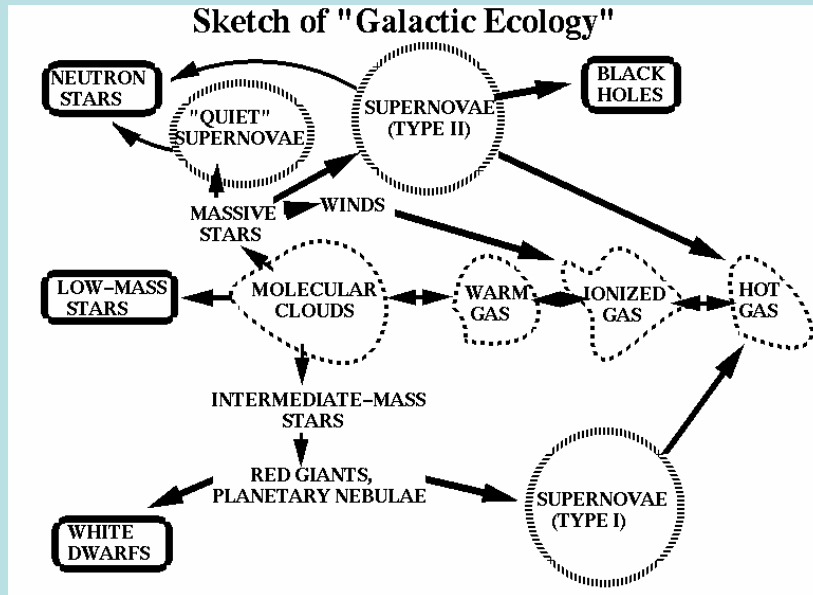 Sketch of "Galactic Ecology"
NEUTRON
STARS
"QUIET"
SUPERNOVAE
SUPERNOVAE
(TYPE II)
BLACK
HOLES
MASSIVE
STARS
WINDS
LOW-MASS
STARS
MOLECULAR
CLOUDS
WARM
GAS
IONIZED
GAS
HOT
GAS
INTERMEDIATE-MASS
STARS
RED GIANTS,
PLANETARY NEBULAE
SUPERNOVAE
(TYPE I)
WHITE
DWARFS